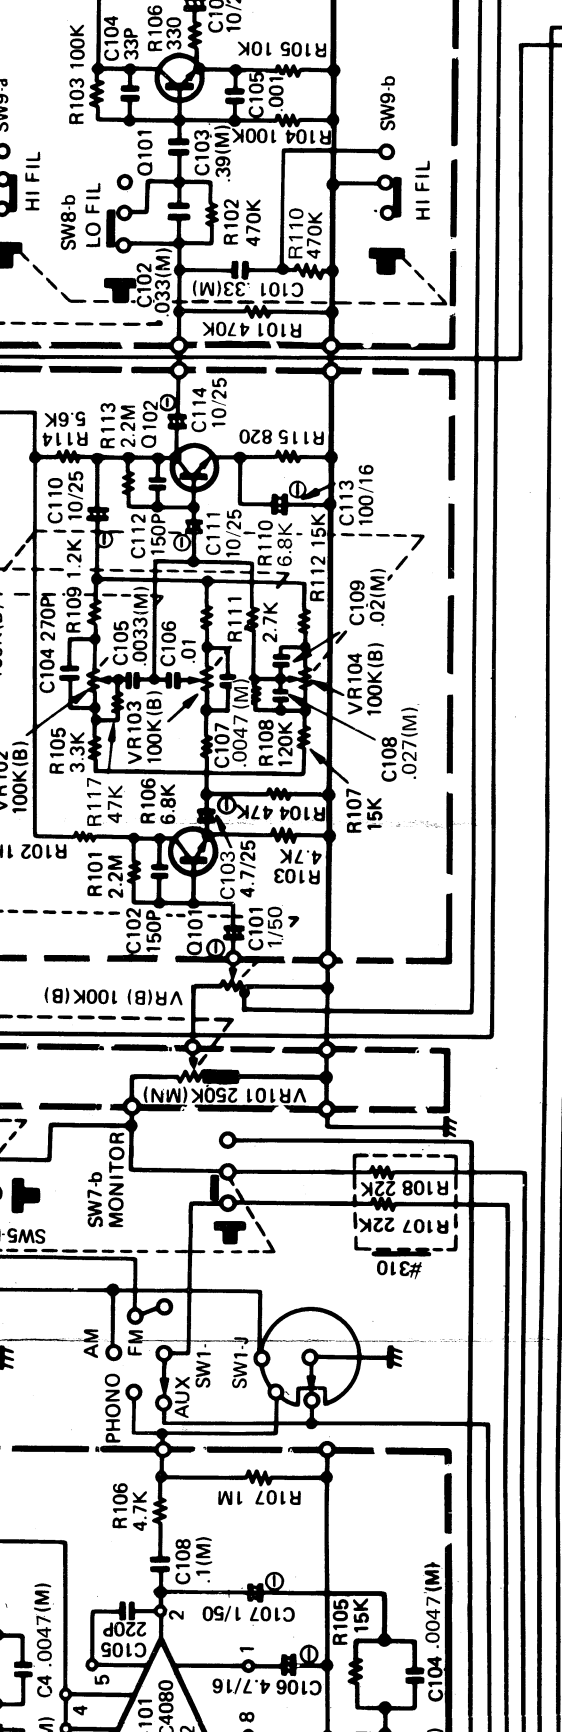 C104
33P
R106
330
10/2
R103 100K
R105 10K
C105
.001
SW9-a
SW9-b
Q101
C103
.39(M)
R104 100K
HI FIL
HI FIL
SW8-b
LO FIL
R102
470K
R110
470K
C102
.033(M)
C101 .33(M)
R101 470K
R114
5.6K
R113
2.2M
Q102
C114
10/25
R115 820
C110
10/25
C112
150P
C111
10/25
R110
6.8K
C113
100/16
R112 15K
R109 1.2K
C104 270P
C105
.0033(M)
C106
.01
R111
2.7K
C109
.02(M)
VR102
100K(B)
R105
3.3K
VR103
100K(B)
C107
.0047 (M)
R108
120K
VR104
100K(B)
C108
.027(M)
R117
47K
R106
6.8K
R104 47K
R107
15K
R101
2.2M
C103
4.7/25
R103
4.7K
C102
150P
Q101
C101
1/50
VR(B) 100K(B)
VR101 250K(MN)
SW7-b
MONITOR
R108 22K
R107 22K
#310
AM
FM
PHONO
AUX
SW1-
SW1-J
R106
4.7K
R107 1M
C108
.1(M)
C107 1/50
C105
220P
2
5
4
1
8
C4 .0047(M)
C106 4.7/16
R105
15K
C104 .0047(M)
C4080